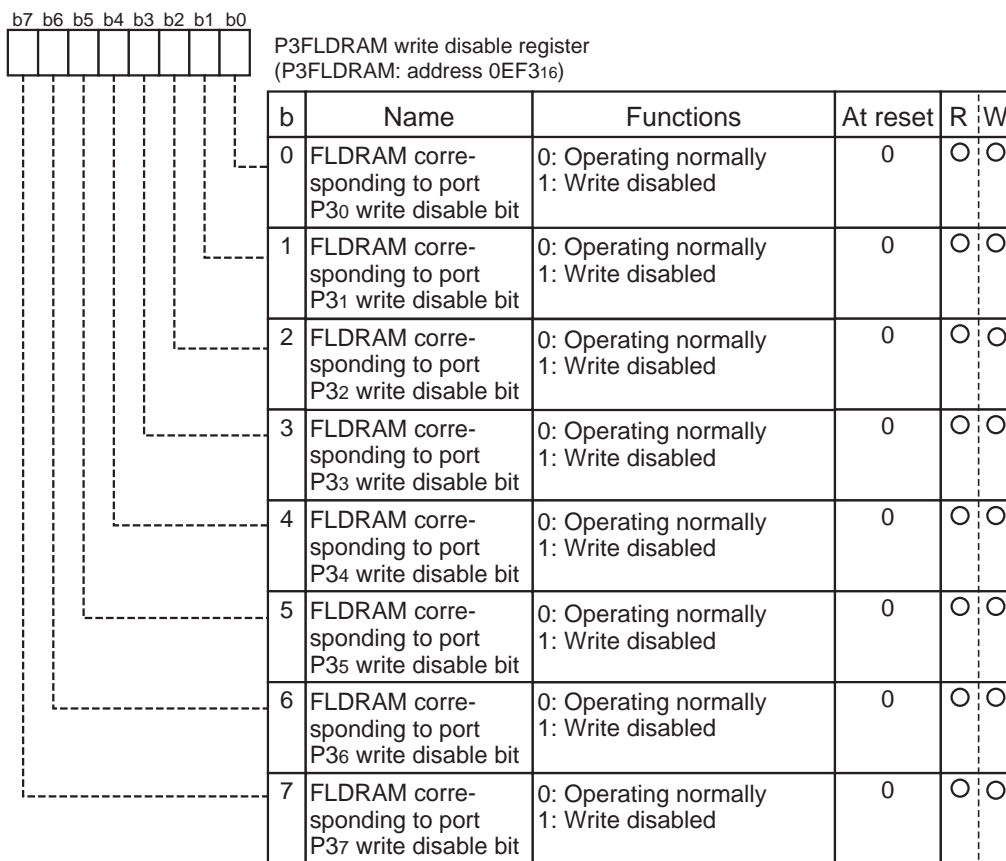 b7 b6 b5 b4 b3 b2 b1 b0
P3FLDRAM write disable register
(P3FLDRAM: address 0EF316)
b Name Functions At reset R W
0 FLDRAM corre- 0: Operating normally 0 ○ ○
sponding to port 1: Write disabled
P30 write disable bit
1 FLDRAM corre- 0: Operating normally 0 ○ ○
sponding to port 1: Write disabled
P31 write disable bit
2 FLDRAM corre- 0: Operating normally 0 ○ ○
sponding to port 1: Write disabled
P32 write disable bit
3 FLDRAM corre- 0: Operating normally 0 ○ ○
sponding to port 1: Write disabled
P33 write disable bit
4 FLDRAM corre- 0: Operating normally 0 ○ ○
sponding to port 1: Write disabled
P34 write disable bit
5 FLDRAM corre- 0: Operating normally 0 ○ ○
sponding to port 1: Write disabled
P35 write disable bit
6 FLDRAM corre- 0: Operating normally 0 ○ ○
sponding to port 1: Write disabled
P36 write disable bit
7 FLDRAM corre- 0: Operating normally 0 ○ ○
sponding to port 1: Write disabled
P37 write disable bit